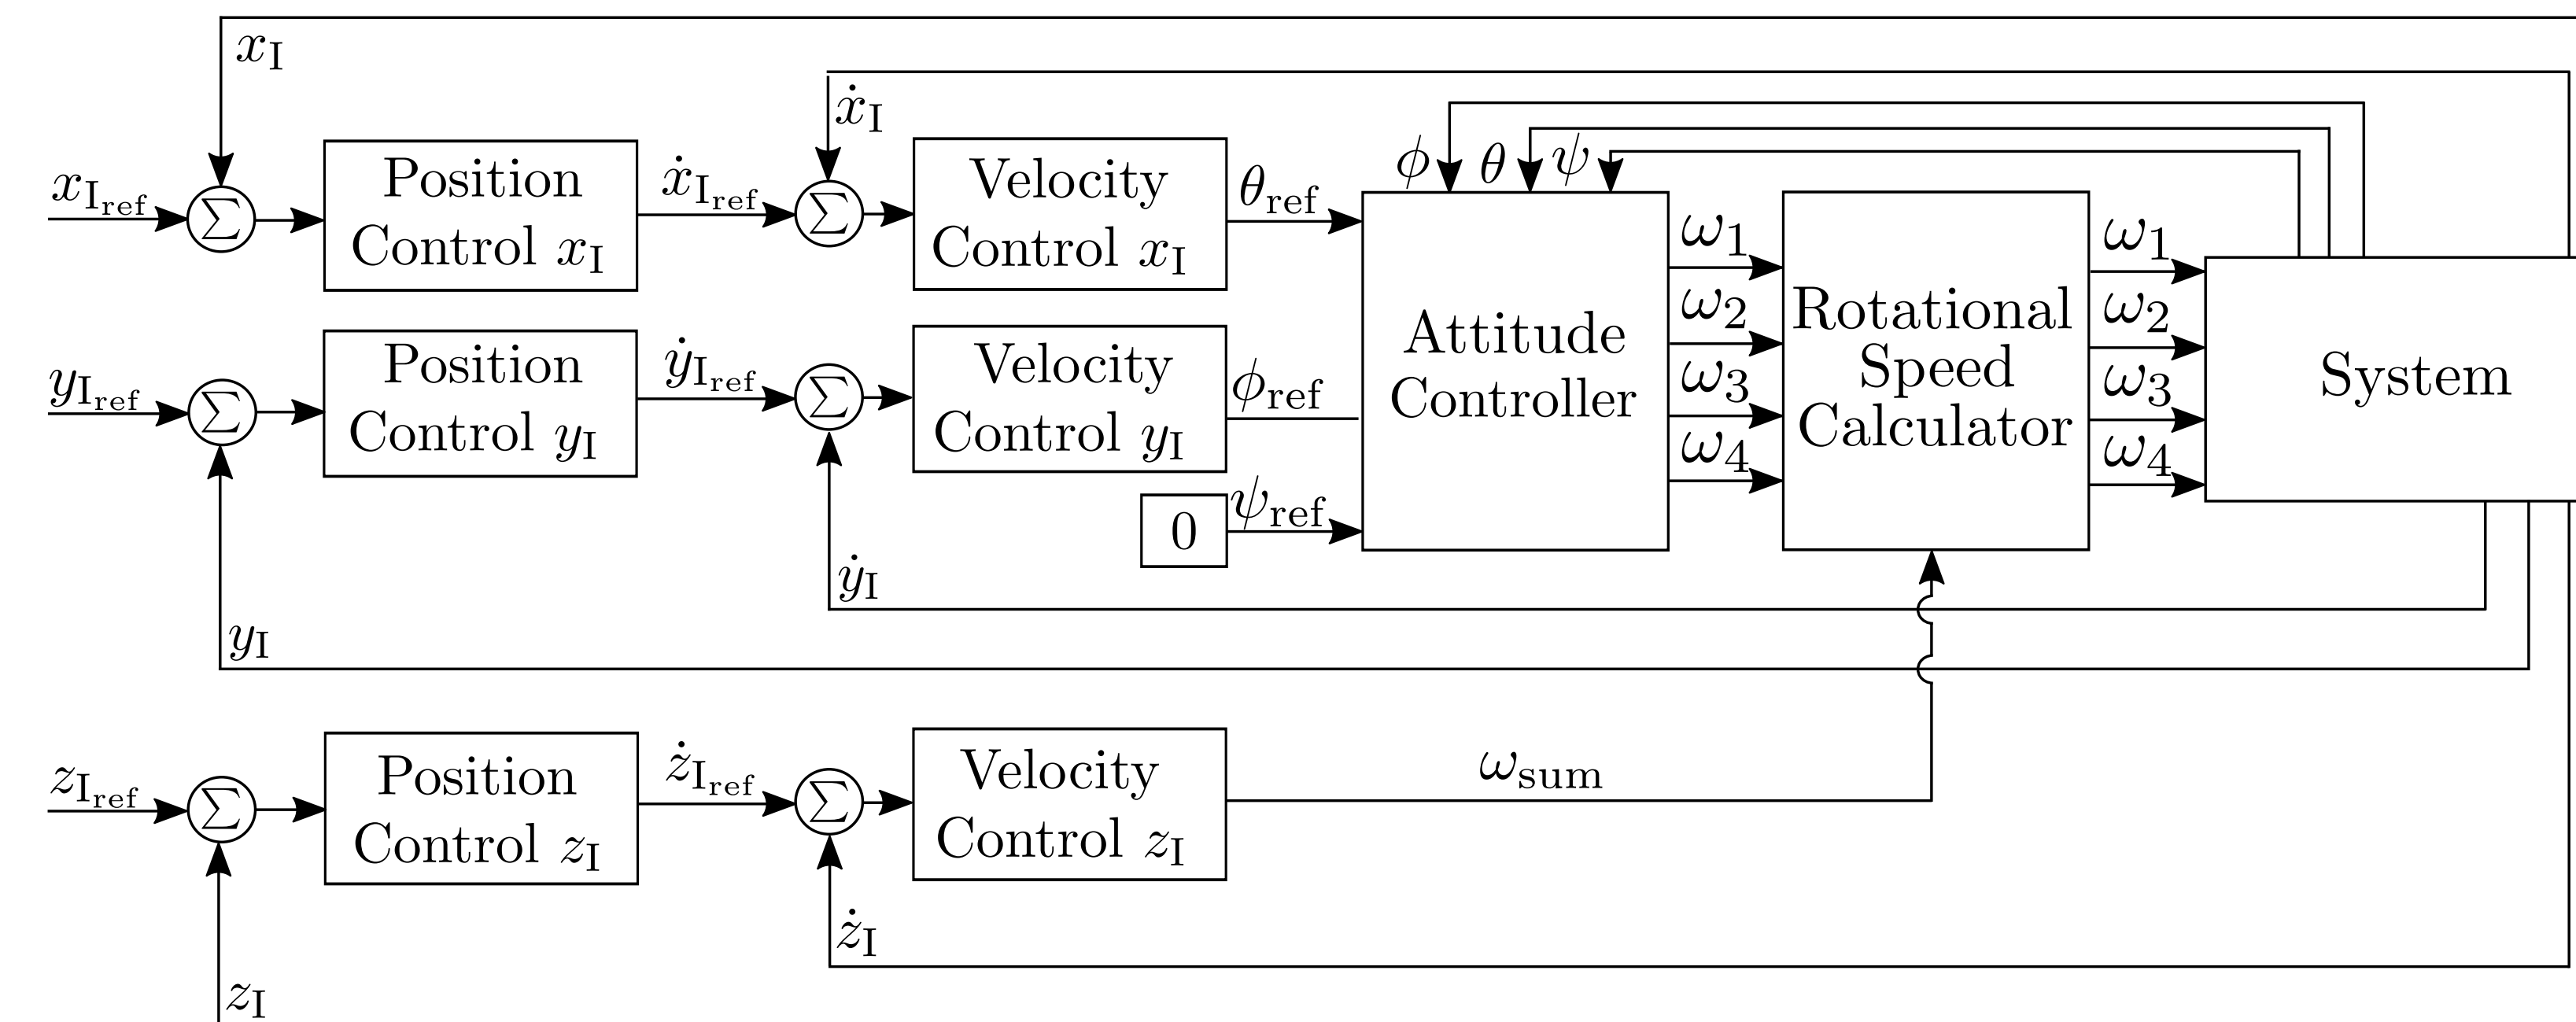 x_I
ẋ_I
ϕ θ ψ
x_I_ref
Σ
Position
Control x_I
ẋ_I_ref
Σ
Velocity
Control x_I
θ_ref
y_I_ref
Σ
Position
Control y_I
ẏ_I_ref
Σ
Velocity
Control y_I
ϕ_ref
0
ψ_ref
Attitude
Controller
ω_1
ω_2
ω_3
ω_4
Rotational
Speed
Calculator
ω_1
ω_2
ω_3
ω_4
System
ẏ_I
y_I
z_I_ref
Σ
Position
Control z_I
ż_I_ref
Σ
Velocity
Control z_I
ω_sum
ż_I
z_I